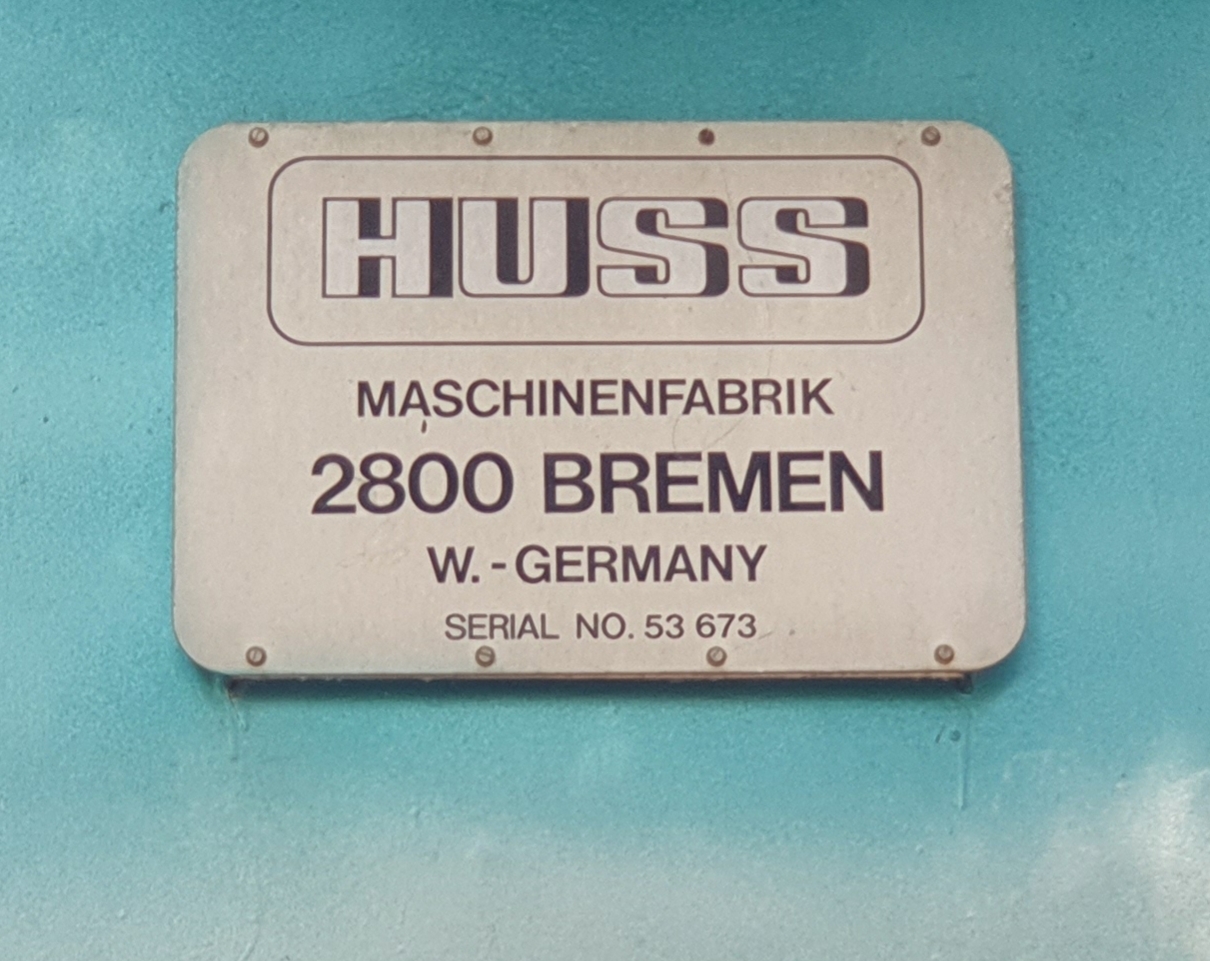 HUSS
MASCHINENFABRIK
2800 BREMEN
W.-GERMANY
SERIAL NO. 53 673